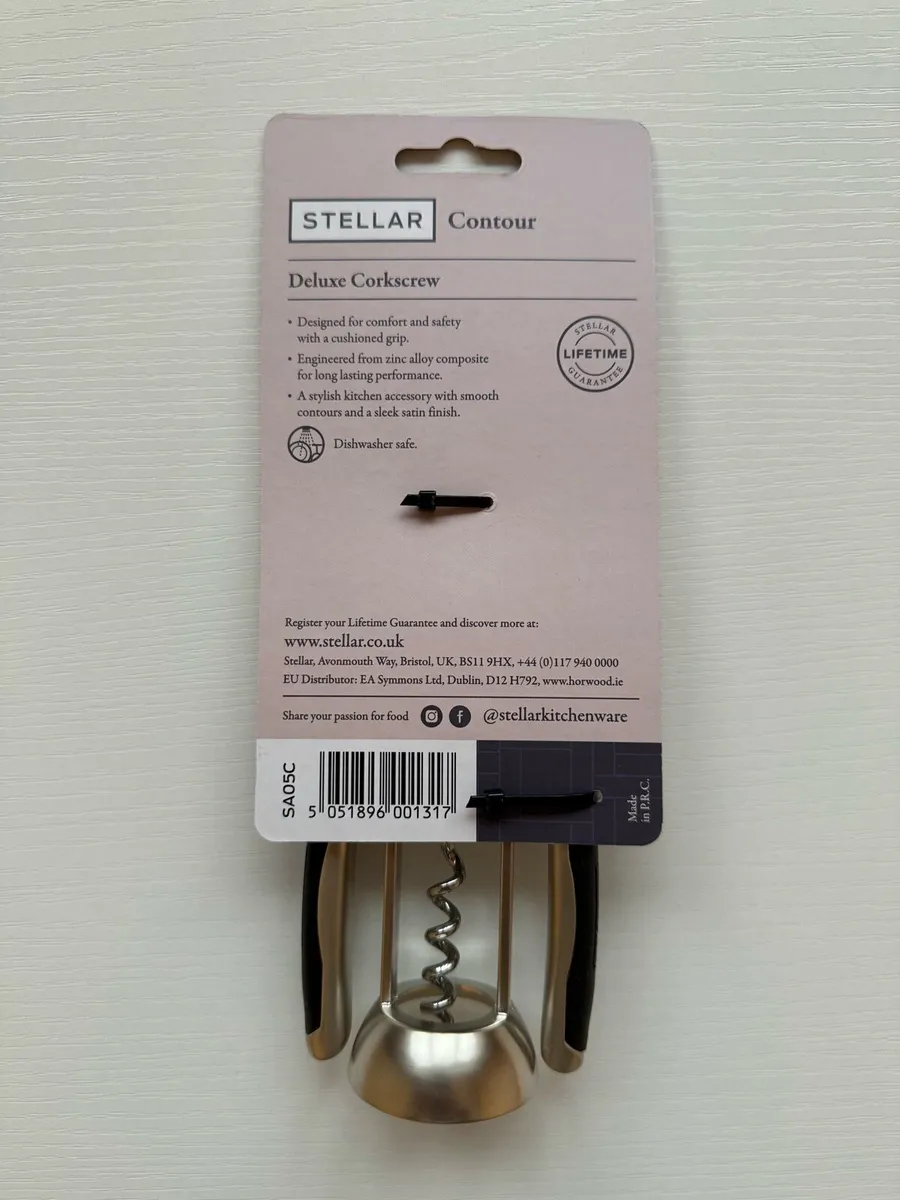 STELLAR Contour
Deluxe Corkscrew
• Designed for comfort and safety
with a cushioned grip.
• Engineered from zinc alloy composite
for long lasting performance.
• A stylish kitchen accessory with smooth
contours and a sleek satin finish.
STELLAR
LIFETIME
GUARANTEE
Dishwasher safe.
Register your Lifetime Guarantee and discover more at:
www.stellar.co.uk
Stellar, Avonmouth Way, Bristol, UK, BS11 9HX, +44 (0)117 940 0000
EU Distributor: EA Symmons Ltd, Dublin, D12 H792, www.horwood.ie
Share your passion for food @stellarkitchenware
SA05C
5 051896 001317
Made
in P.R.C.